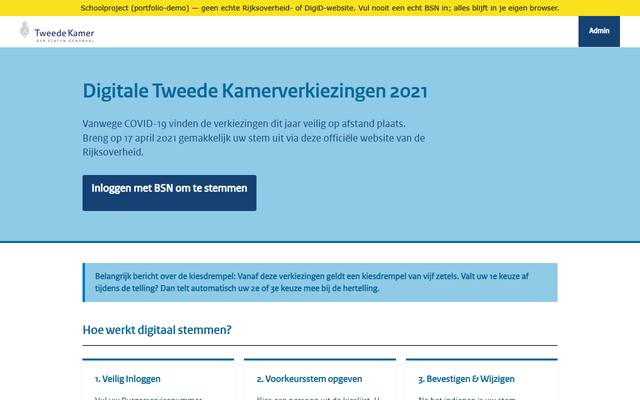 Schoolproject (portfolio-demo) — geen echte Rijksoverheid- of DigiD-website. Vul nooit een echt BSN in; alles blijft in je eigen browser.
Tweede Kamer
DER STATEN-GENERAAL
Admin
Digitale Tweede Kamerverkiezingen 2021
Vanwege COVID-19 vinden de verkiezingen dit jaar veilig op afstand plaats.
Breng op 17 april 2021 gemakkelijk uw stem uit via deze officiële website van de
Rijksoverheid.
Inloggen met BSN om te stemmen
Belangrijk bericht over de kiesdrempel: Vanaf deze verkiezingen geldt een kiesdrempel van vijf zetels. Valt uw 1e keuze af
tijdens de telling? Dan telt automatisch uw 2e of 3e keuze mee bij de hertelling.
Hoe werkt digitaal stemmen?
1. Veilig Inloggen
2. Voorkeursstem opgeven
3. Bevestigen & Wijzigen